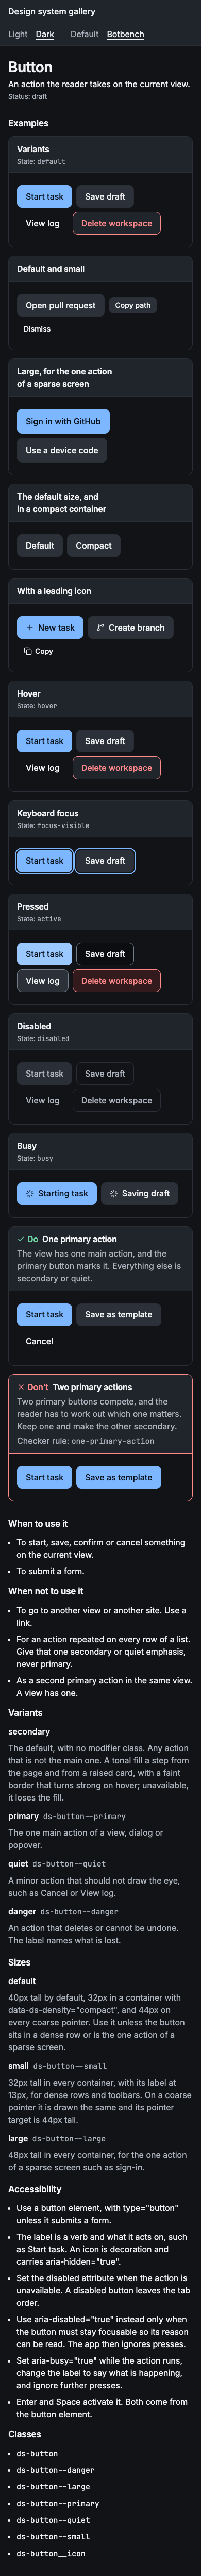 Design system gallery
Light Dark Default Botbench
Button
An action the reader takes on the current view.
Status: draft
Examples
Variants
State: default
Start task Save draft
View log Delete workspace
Default and small
Open pull request Copy path
Dismiss
Large, for the one action
of a sparse screen
Sign in with GitHub
Use a device code
The default size, and
in a compact container
Default Compact
With a leading icon
New task Create branch
Copy
Hover
State: hover
Start task Save draft
View log Delete workspace
Keyboard focus
State: focus-visible
Start task Save draft
Pressed
State: active
Start task Save draft
View log Delete workspace
Disabled
State: disabled
Start task Save draft
View log Delete workspace
Busy
State: busy
Starting task Saving draft
Do One primary action
The view has one main action, and the
primary button marks it. Everything else is
secondary or quiet.
Start task Save as template
Cancel
Don't Two primary actions
Two primary buttons compete, and the
reader has to work out which one matters.
Keep one and make the other secondary.
Checker rule: one-primary-action
Start task Save as template
When to use it
• To start, save, confirm or cancel something
on the current view.
• To submit a form.
When not to use it
• To go to another view or another site. Use a
link.
• For an action repeated on every row of a list.
Give that one secondary or quiet emphasis,
never primary.
• As a second primary action in the same view.
A view has one.
Variants
secondary
The default, with no modifier class. Any action
that is not the main one. A tonal fill a step from
the page and from a raised card, with a faint
border that turns strong on hover; unavailable,
it loses the fill.
primary ds-button--primary
The one main action of a view, dialog or
popover.
quiet ds-button--quiet
A minor action that should not draw the eye,
such as Cancel or View log.
danger ds-button--danger
An action that deletes or cannot be undone.
The label names what is lost.
Sizes
default
40px tall by default, 32px in a container with
data-ds-density="compact", and 44px on
every coarse pointer. Use it unless the button
sits in a dense row or is the one action of a
sparse screen.
small ds-button--small
32px tall in every container, with its label at
13px, for dense rows and toolbars. On a coarse
pointer it is drawn the same and its pointer
target is 44px tall.
large ds-button--large
48px tall in every container, for the one action
of a sparse screen such as sign-in.
Accessibility
• Use a button element, with type="button"
unless it submits a form.
• The label is a verb and what it acts on, such
as Start task. An icon is decoration and
carries aria-hidden="true".
• Set the disabled attribute when the action is
unavailable. A disabled button leaves the tab
order.
• Use aria-disabled="true" instead only when
the button must stay focusable so its reason
can be read. The app then ignores presses.
• Set aria-busy="true" while the action runs,
change the label to say what is happening,
and ignore further presses.
• Enter and Space activate it. Both come from
the button element.
Classes
• ds-button
• ds-button--danger
• ds-button--large
• ds-button--primary
• ds-button--quiet
• ds-button--small
• ds-button__icon